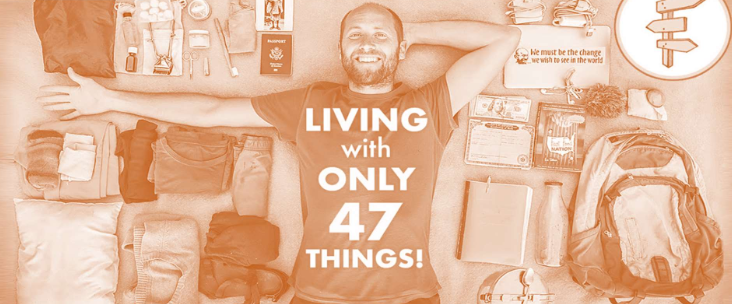 PASSPORT
We must be the change
we wish to see in the world
LIVING
with
ONLY
47
THINGS!